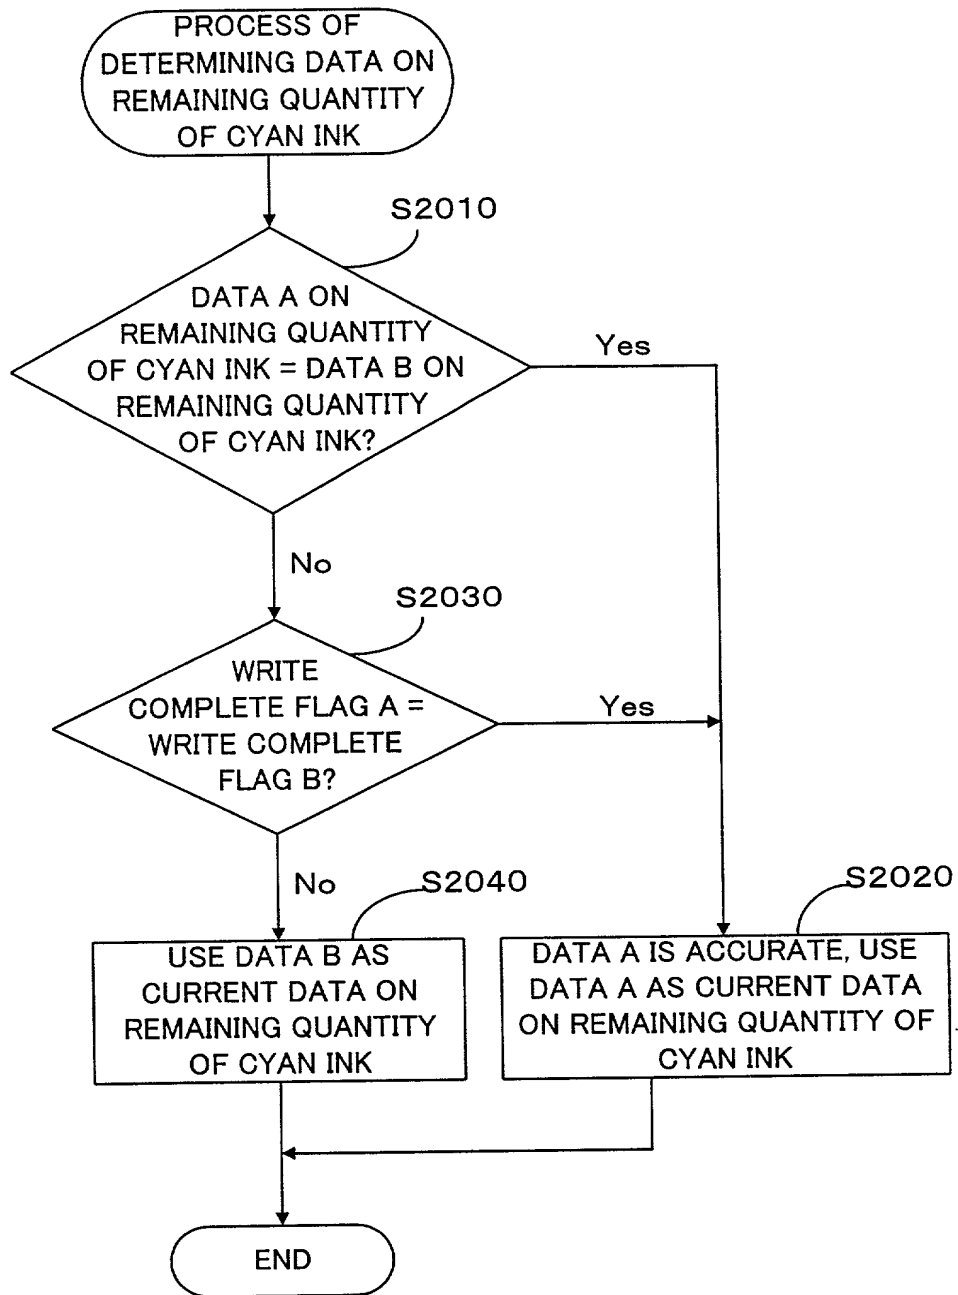 PROCESS OF
DETERMINING DATA ON
REMAINING QUANTITY
OF CYAN INK
S2010
DATA A ON
REMAINING QUANTITY
OF CYAN INK = DATA B ON
REMAINING QUANTITY
OF CYAN INK?
Yes
No
S2030
WRITE
COMPLETE FLAG A =
WRITE COMPLETE
FLAG B?
Yes
No
S2040
USE DATA B AS
CURRENT DATA ON
REMAINING QUANTITY
OF CYAN INK
S2020
DATA A IS ACCURATE, USE
DATA A AS CURRENT DATA
ON REMAINING QUANTITY OF
CYAN INK
END